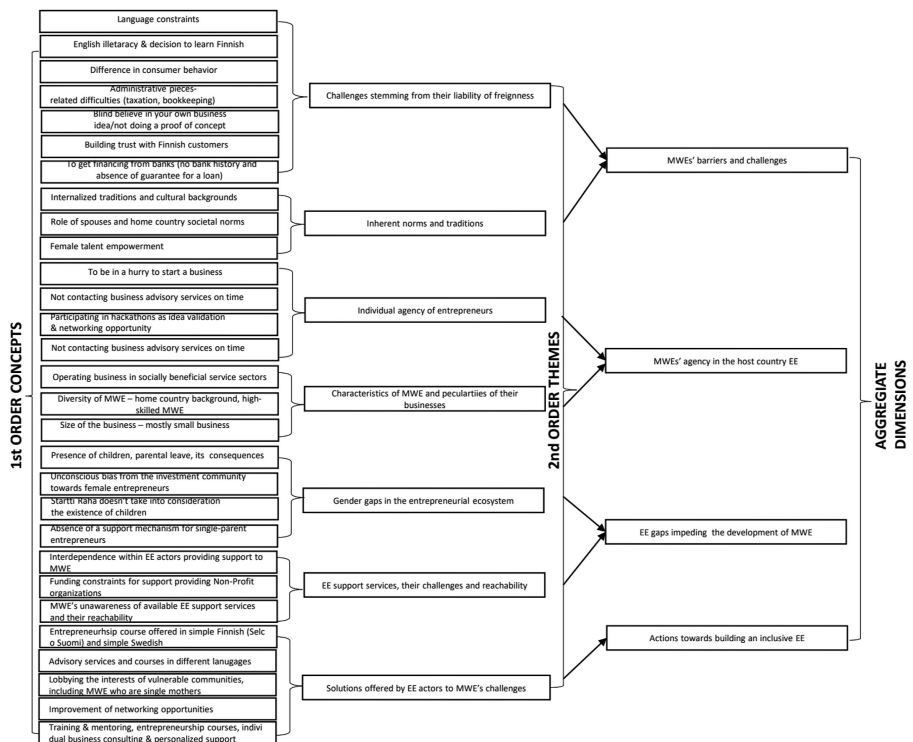 Language constraints
English illetaracy & decision to learn Finnish
Difference in consumer behavior
Administrative pieces-
related difficulties (taxation, bookkeeping)
Blind believe in your own business
idea/not doing a proof of concept
Building trust with Finnish customers
To get financing from banks (no bank history and
absence of guarantee for a loan)
Internalized traditions and cultural backgrounds
Role of spouses and home country societal norms
Female talent empowerment
To be in a hurry to start a business
Not contacting business advisory services on time
Participating in hackathons as idea validation
& networking opportunity
Not contacting business advisory services on time
Operating business in socially beneficial service sectors
Diversity of MWE – home country background, high-
skilled MWE
Size of the business – mostly small business
Presence of children, parental leave, its consequences
Unconscious bias from the investment community
towards female entrepreneurs
Startti Raha doesn't take into consideration
the existence of children
Absence of a support mechanism for single-parent
entrepreneurs
Interdependence within EE actors providing support to
MWE
Funding constraints for support providing Non-Profit
organizations
MWE's unawareness of available EE support services
and their reachability
Entrepreneurhsip course offered in simple Finnish (Selc
o Suomi) and simple Swedish
Advisory services and courses in different lanugages
Lobbying the interests of vulnerable communities,
including MWE who are single mothers
Improvement of networking opportunities
Training & mentoring, entrepreneurship courses, indivi
dual business consulting & personalized support
1st ORDER CONCEPTS
Challenges stemming from their liability of freignness
Inherent norms and traditions
Individual agency of entrepreneurs
Characteristics of MWE and peculartiies of their
businesses
Gender gaps in the entrepreneurial ecosystem
EE support services, their challenges and reachability
Solutions offered by EE actors to MWE's challenges
2nd ORDER THEMES
MWEs' barriers and challenges
MWEs' agency in the host country EE
EE gaps impeding the development of MWE
Actions towards building an inclusive EE
AGGREGIATE
DIMENSIONS